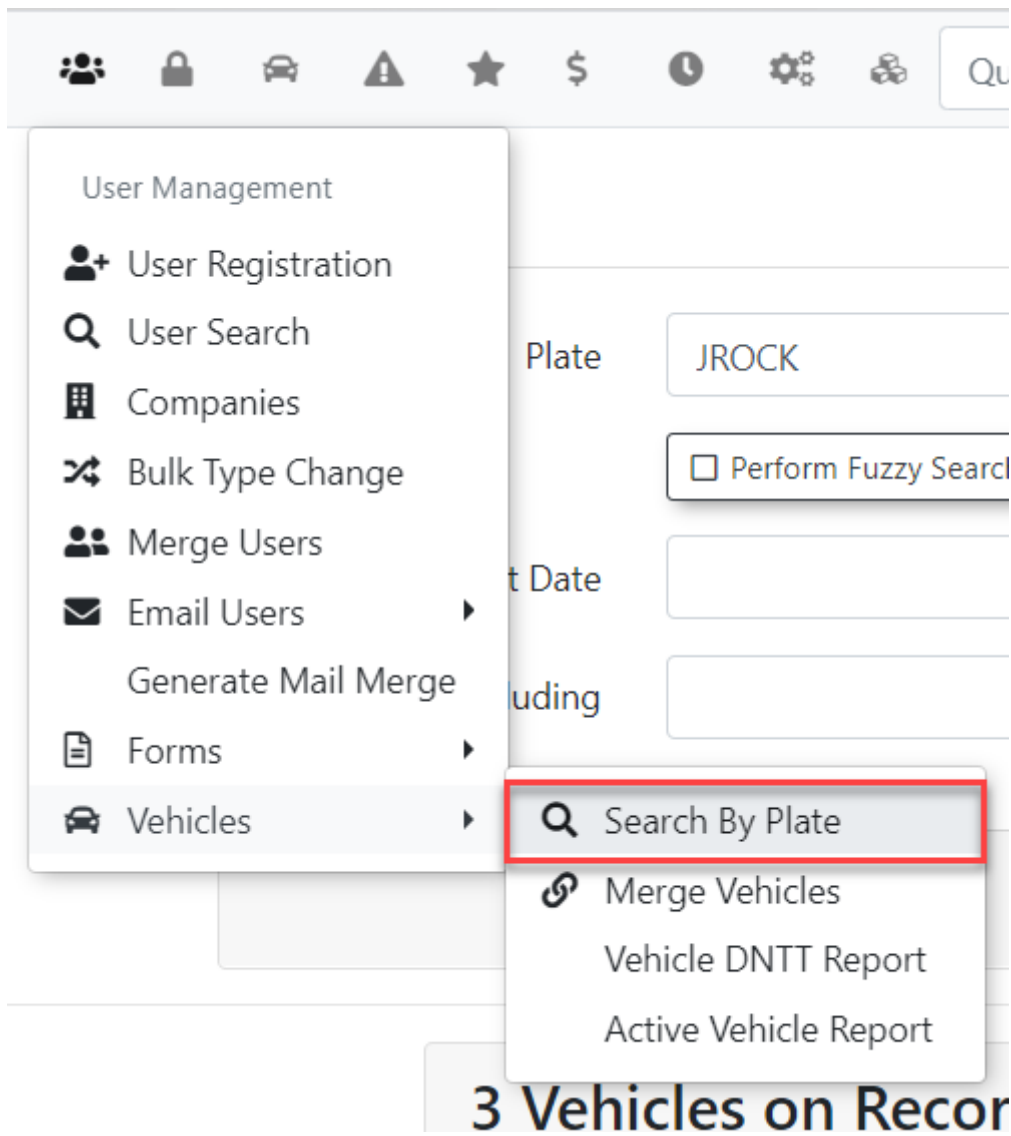 Qu
User Management
User Registration
User Search
Companies
Bulk Type Change
Merge Users
Email Users
Generate Mail Merge
Forms
Vehicles
Plate
JROCK
Perform Fuzzy Search
t Date
luding
Search By Plate
Merge Vehicles
Vehicle DNTT Report
Active Vehicle Report
3 Vehicles on Recor